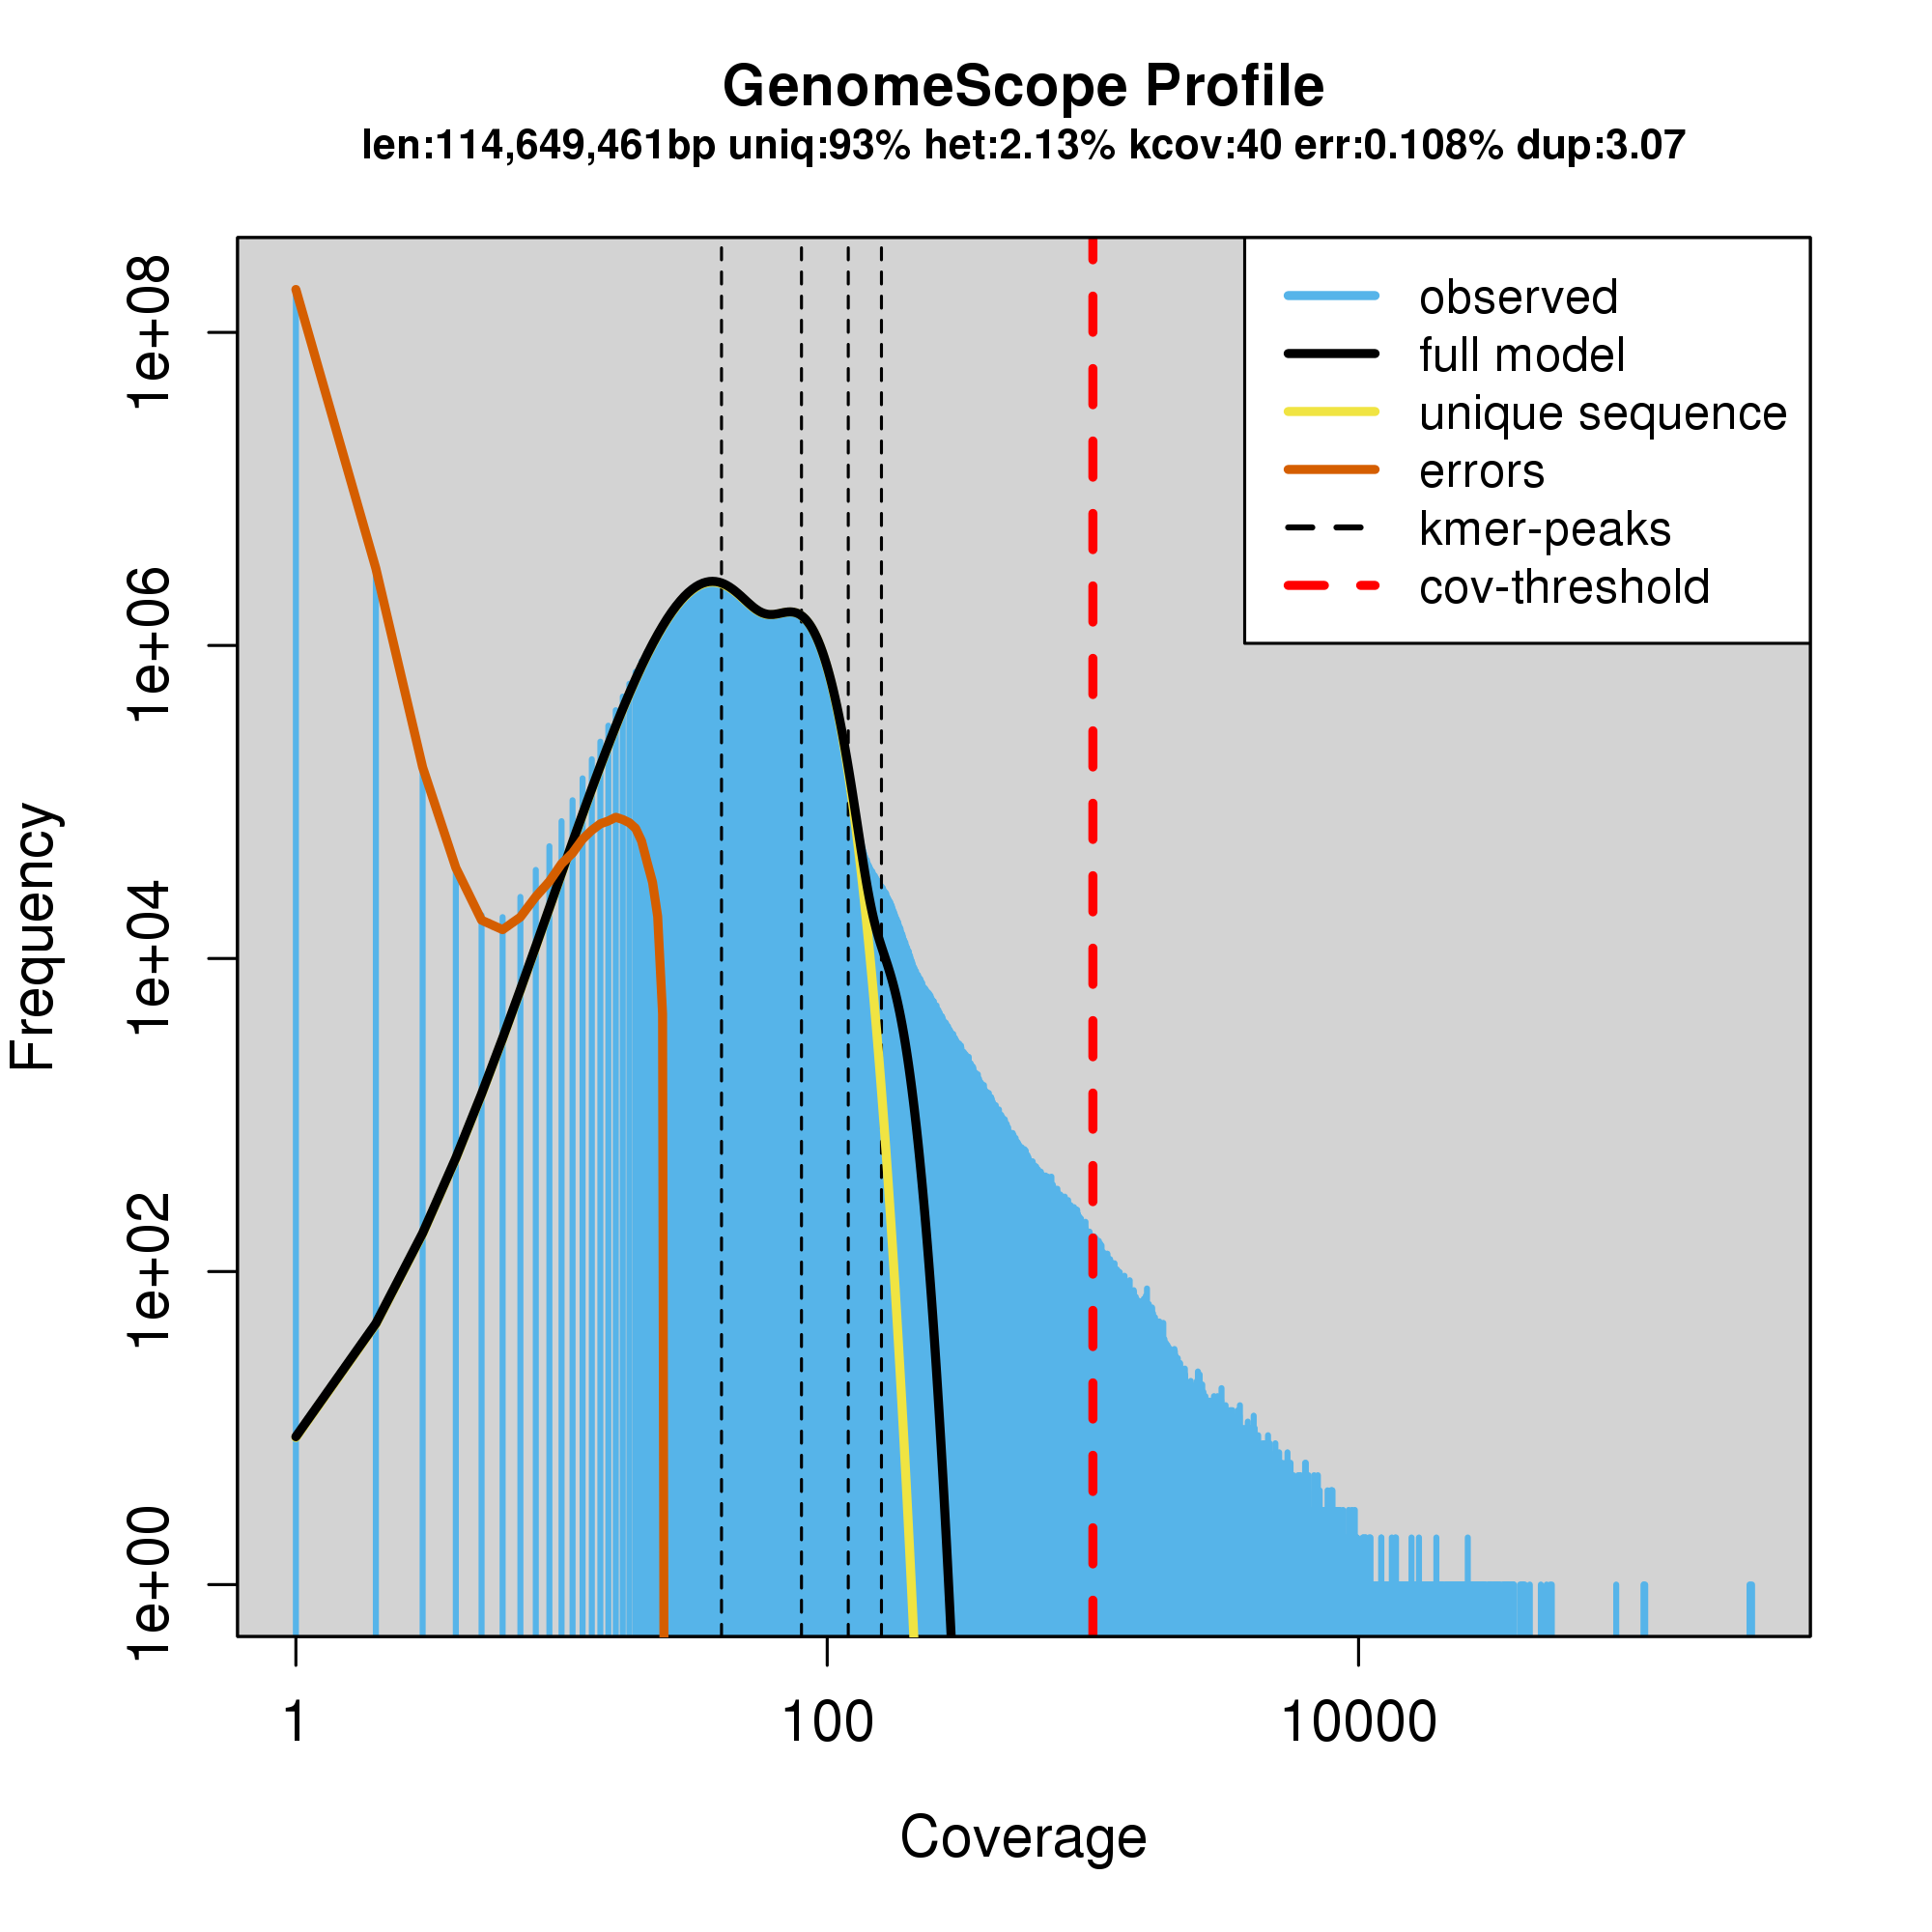 GenomeScope Profile
len:114,649,461bp uniq:93% het:2.13% kcov:40 err:0.108% dup:3.07
observed
full model
unique sequence
errors
kmer-peaks
cov-threshold
Frequency
1e+08
1e+06
1e+04
1e+02
1e+00
1
100
10000
Coverage